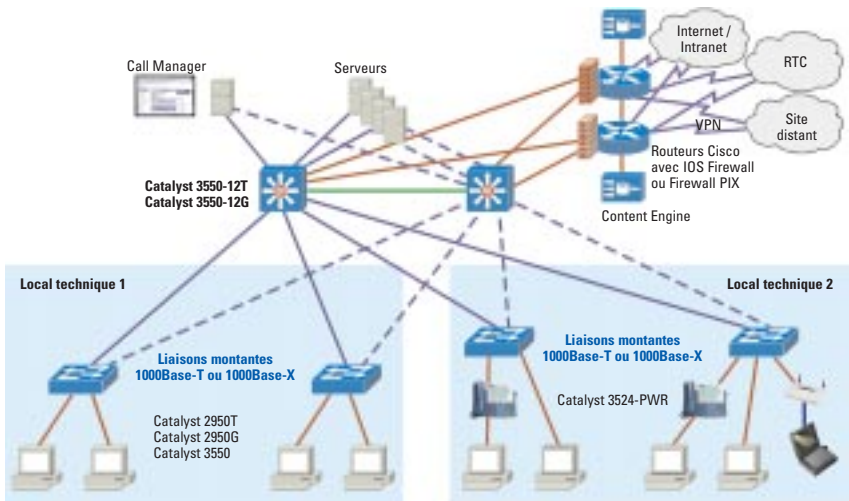 Internet /
Intranet
RTC
Call Manager
Serveurs
VPN
Site
distant
Routeurs Cisco
avec IOS Firewall
ou Firewall PIX
Catalyst 3550-12T
Catalyst 3550-12G
Content Engine
Local technique 1
Local technique 2
Liaisons montantes
1000Base-T ou 1000Base-X
Liaisons montantes
1000Base-T ou 1000Base-X
Catalyst 3524-PWR
Catalyst 2950T
Catalyst 2950G
Catalyst 3550